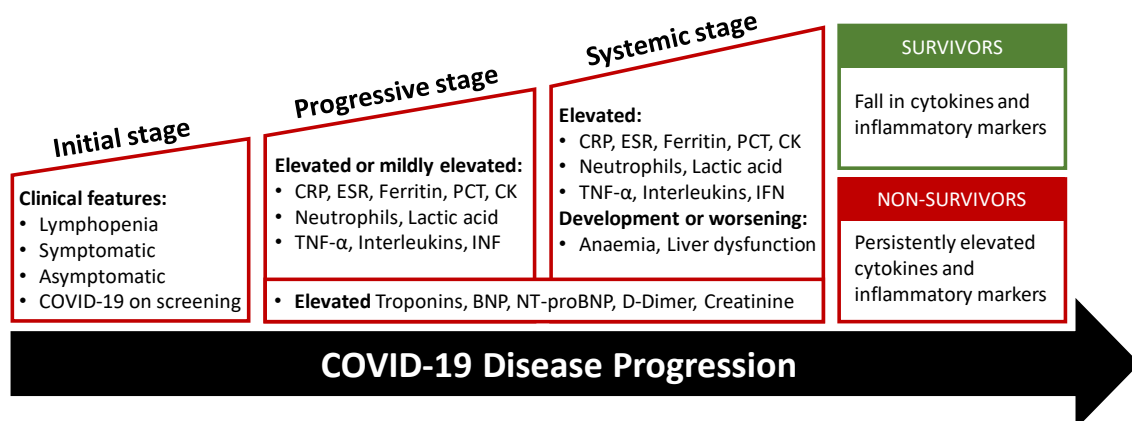 Initial stage
Clinical features:
• Lymphopenia
• Symptomatic
• Asymptomatic
• COVID-19 on screening
Progressive stage
Elevated or mildly elevated:
• CRP, ESR, Ferritin, PCT, CK
• Neutrophils, Lactic acid
• TNF-α, Interleukins, INF
Systemic stage
Elevated:
• CRP, ESR, Ferritin, PCT, CK
• Neutrophils, Lactic acid
• TNF-α, Interleukins, IFN
Development or worsening:
• Anaemia, Liver dysfunction
• Elevated Troponins, BNP, NT-proBNP, D-Dimer, Creatinine
SURVIVORS
Fall in cytokines and
inflammatory markers
NON-SURVIVORS
Persistently elevated
cytokines and
inflammatory markers
COVID-19 Disease Progression